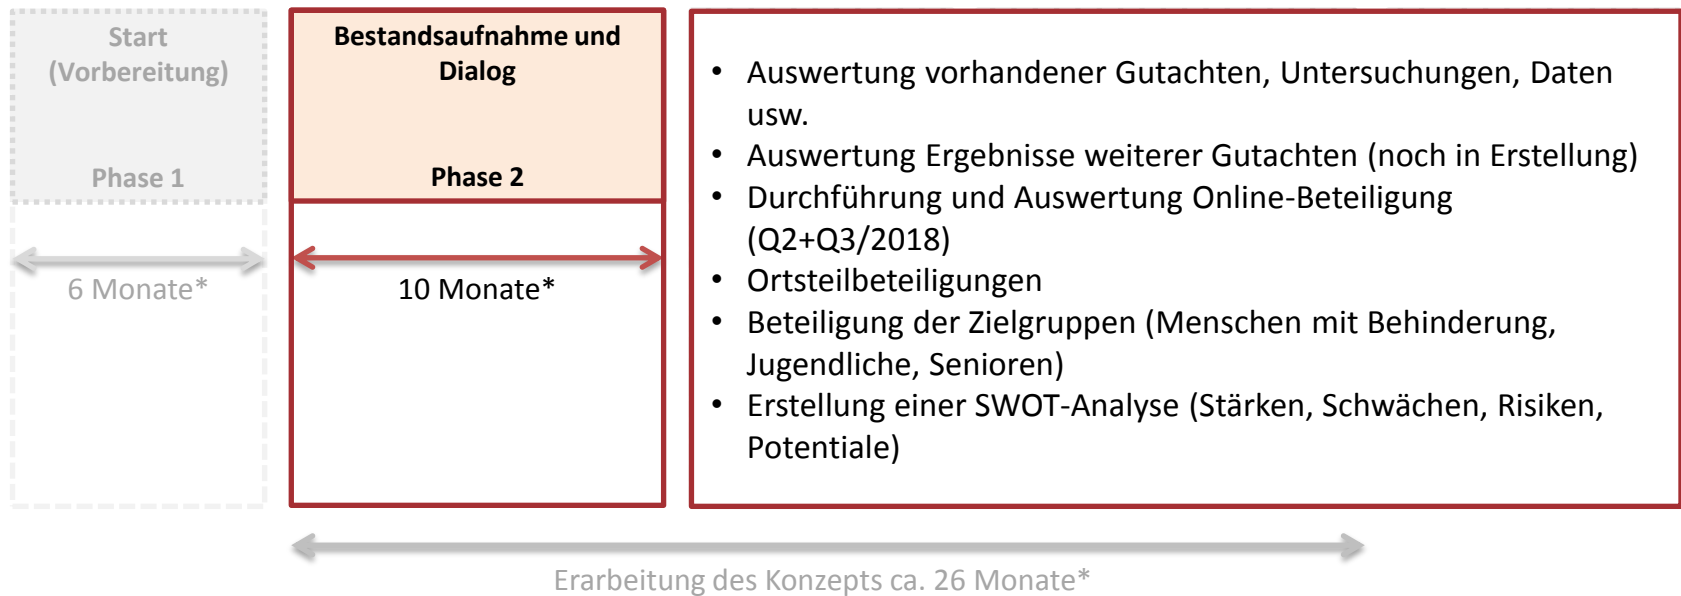 Start
(Vorbereitung)
Phase 1
6 Monate*
Bestandsaufnahme und
Dialog
Phase 2
10 Monate*
• Auswertung vorhandener Gutachten, Untersuchungen, Daten
usw.
• Auswertung Ergebnisse weiterer Gutachten (noch in Erstellung)
• Durchführung und Auswertung Online-Beteiligung
(Q2+Q3/2018)
• Ortsteilbeteiligungen
• Beteiligung der Zielgruppen (Menschen mit Behinderung,
Jugendliche, Senioren)
• Erstellung einer SWOT-Analyse (Stärken, Schwächen, Risiken,
Potentiale)
Erarbeitung des Konzepts ca. 26 Monate*